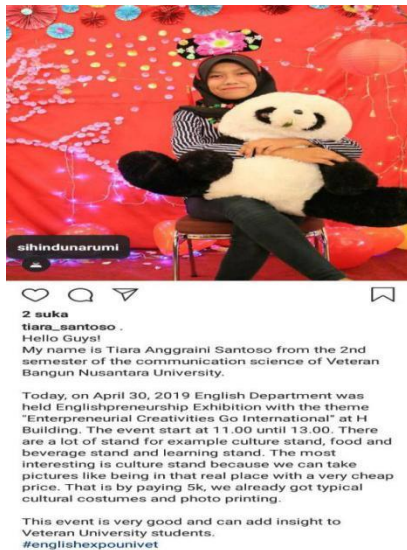 sihindunarumi
2 suka
tiara_santoso .
Hello Guys!
My name is Tiara Anggraini Santoso from the 2nd
semester of the communication science of Veteran
Bangun Nusantara University.
Today, on April 30, 2019 English Department was
held Englishpreneurship Exhibition with the theme
"Enterpreneurial Creativities Go International" at H
Building. The event start at 11.00 until 13.00. There
are a lot of stand for example culture stand, food and
beverage stand and learning stand. The most
interesting is culture stand because we can take
pictures like being in that real place with a very cheap
price. That is by paying 5k, we already got typical
cultural costumes and photo printing.
This event is very good and can add insight to
Veteran University students.
#englishexpounivet